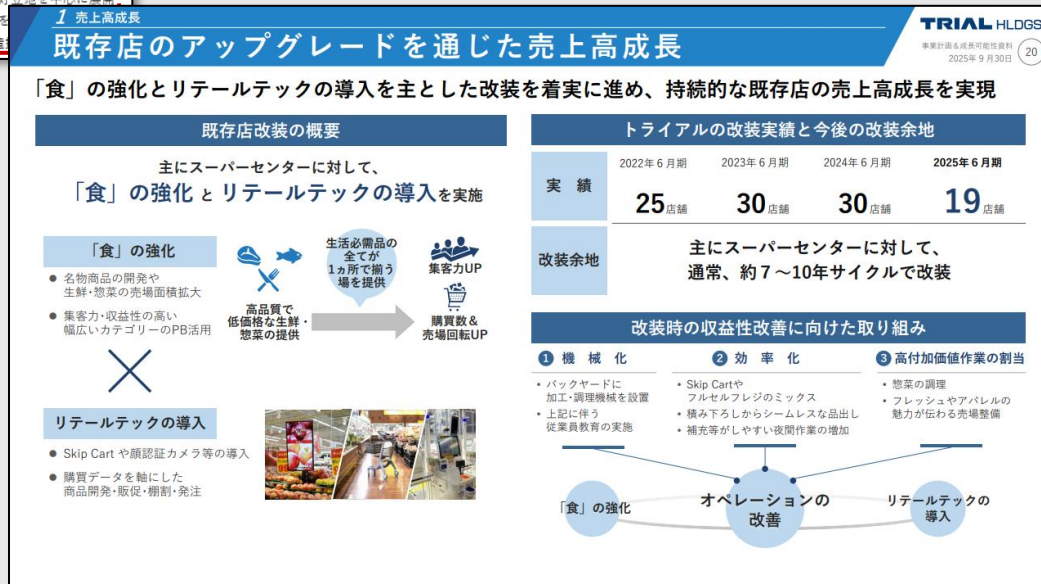 1 売上高成長
既存店のアップグレードを通じた売上高成長
TRIAL HLDGS
事業計画&成長可能性資料
2025年9月30日
20
「食」の強化とリテールテックの導入を主とした改装を着実に進め、持続的な既存店の売上高成長を実現
既存店改装の概要
主にスーパーセンターに対して、
「食」の強化 と リテールテックの導入を実施
「食」の強化
● 名物商品の開発や
生鮮・惣菜の売場面積拡大
● 集客力・収益性の高い
幅広いカテゴリーのPB活用
高品質で
低価格な生鮮・
惣菜の提供
生活必需品の
全てが
1ヵ所で揃う
場を提供
集客力UP
購買数&
売場回転UP
リテールテックの導入
● Skip Cart や顔認証カメラ等の導入
● 購買データを軸にした
商品開発・販促・棚割・発注
トライアルの改装実績と今後の改装余地
実 績
2022年6月期 2023年6月期 2024年6月期 2025年6月期
25店舗 30店舗 30店舗 19店舗
改装余地
主にスーパーセンターに対して、
通常、約7~10年サイクルで改装
改装時の収益性改善に向けた取り組み
1 機 械 化
• バックヤードに
加工・調理機械を設置
• 上記に伴う
従業員教育の実施
2 効 率 化
• Skip Cartや
フルセルフレジのミックス
• 積み下ろしからシームレスな品出し
• 補充等がしやすい夜間作業の増加
3 高付加価値作業の割当
• 惣菜の調理
• フレッシュやアパレルの
魅力が伝わる売場整備
「食」の強化
オペレーションの
改善
リテールテックの
導入